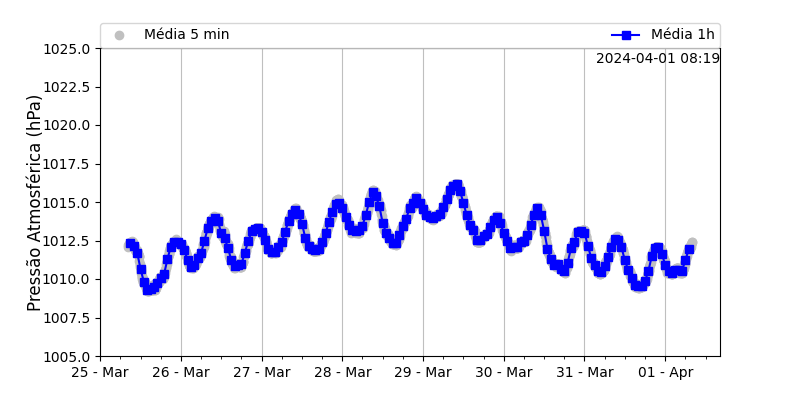 Média 5 min
Média 1h
2024-04-01 08:19
Pressão Atmosférica (hPa)
1025.0
1022.5
1020.0
1017.5
1015.0
1012.5
1010.0
1007.5
1005.0
25 - Mar
26 - Mar
27 - Mar
28 - Mar
29 - Mar
30 - Mar
31 - Mar
01 - Apr